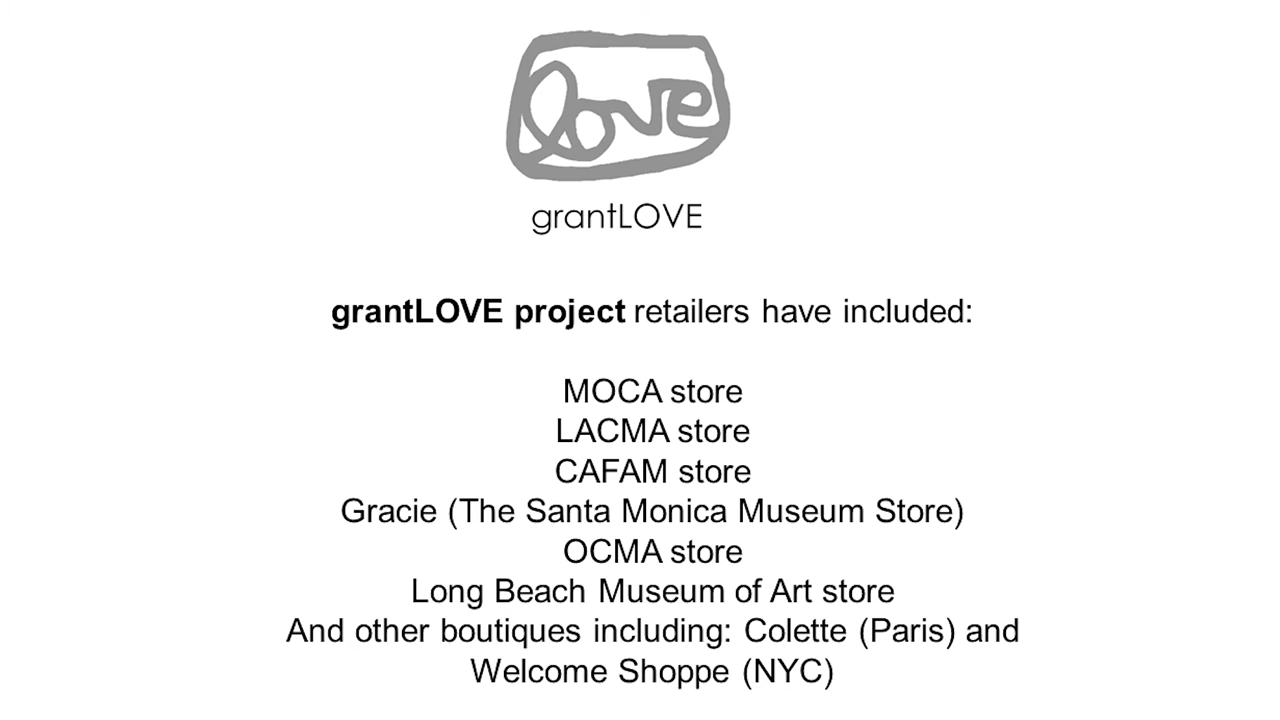 love
grantLOVE
grantLOVE project retailers have included:
MOCA store
LACMA store
CAFAM store
Gracie (The Santa Monica Museum Store)
OCMA store
Long Beach Museum of Art store
And other boutiques including: Colette (Paris) and
Welcome Shoppe (NYC)